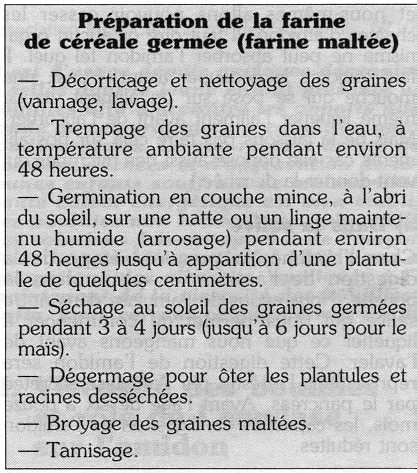 Préparation de la farine
de céréale germée (farine maltée)
— Décorticage et nettoyage des graines
(vannage, lavage).
— Trempage des graines dans l'eau, à
température ambiante pendant environ
48 heures.
— Germination en couche mince, à l'abri
du soleil, sur une natte ou un linge mainte-
nu humide (arrosage) pendant environ
48 heures jusqu'à apparition d'une plantu-
le de quelques centimètres.
— Séchage au soleil des graines germées
pendant 3 à 4 jours (jusqu'à 6 jours pour le
maïs).
— Dégermage pour ôter les plantules et
racines desséchées.
— Broyage des graines maltées.
— Tamisage.